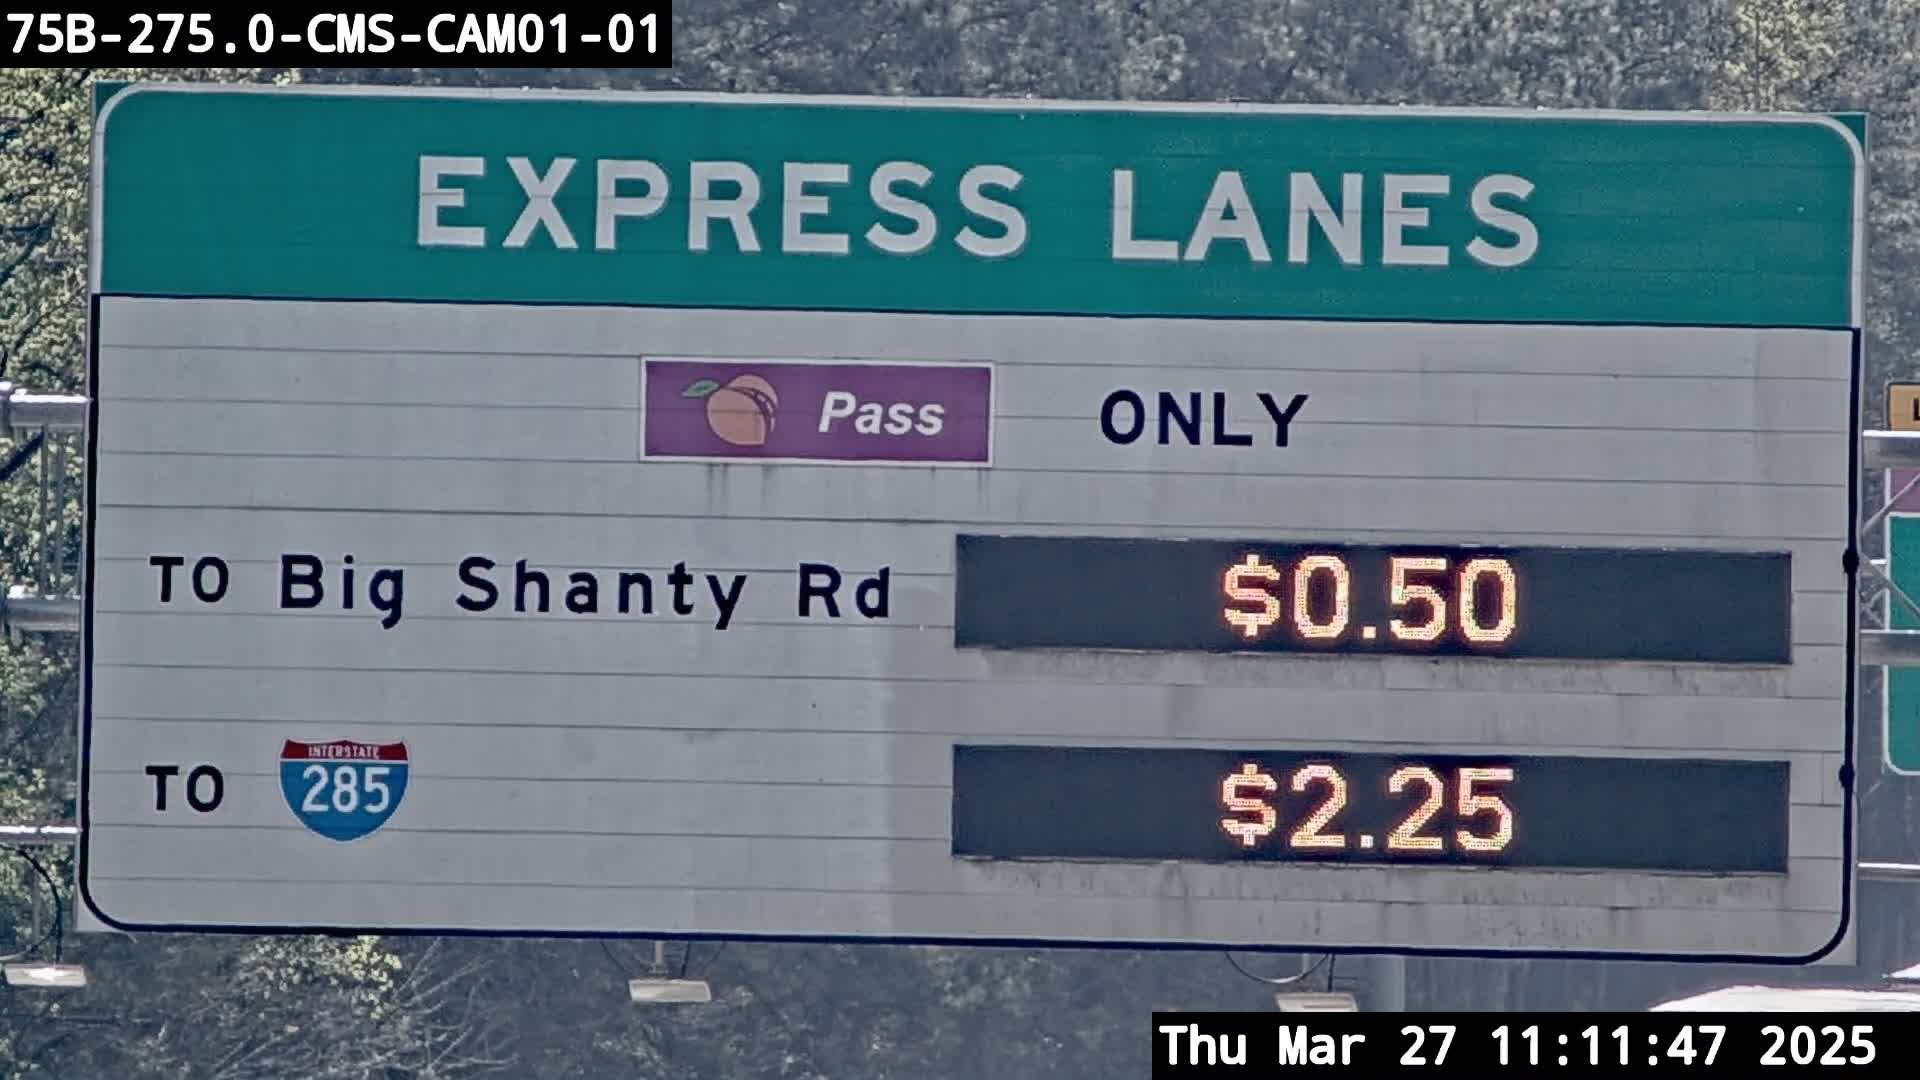 75B-275.0-CMS-CAM01-01
EXPRESS LANES
Pass ONLY
TO Big Shanty Rd $0.50
TO INTERSTATE 285 $2.25
Thu Mar 27 11:11:47 2025